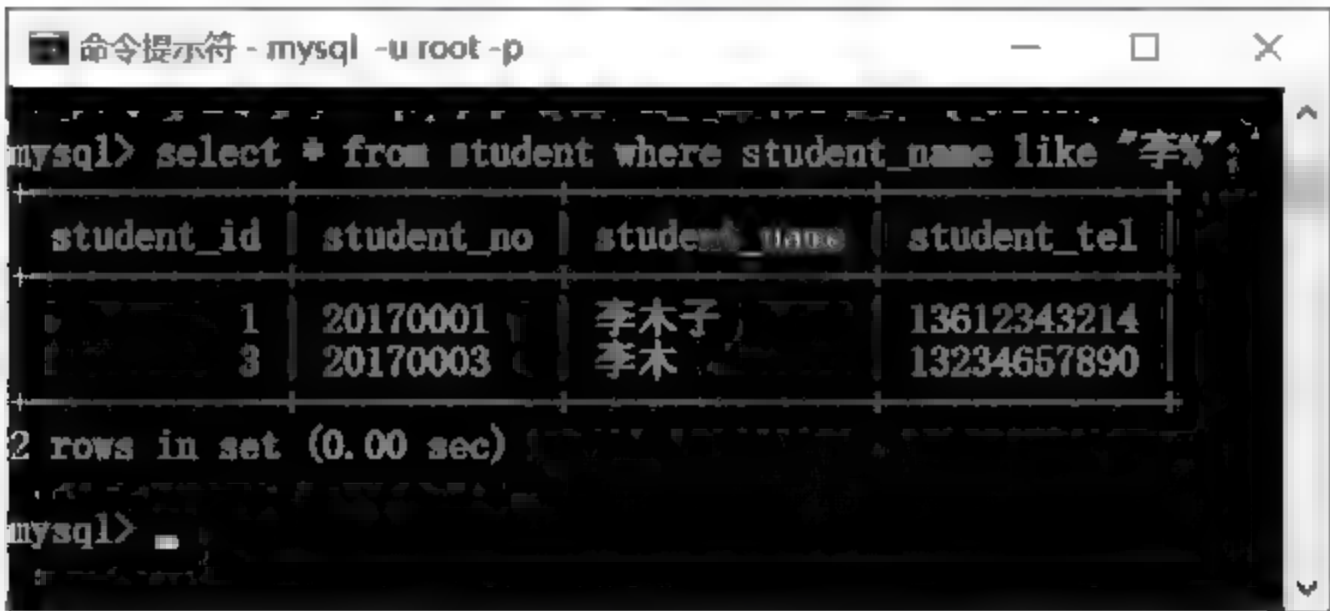 命令提示符 - mysql -u root -p
mysql> select * from student where student_name like "李%";
student_id | student_no | student_name | student_tel
1 | 20170001 | 李木子 | 13612343214
3 | 20170003 | 李木 | 13234657890
2 rows in set (0.00 sec)
mysql>